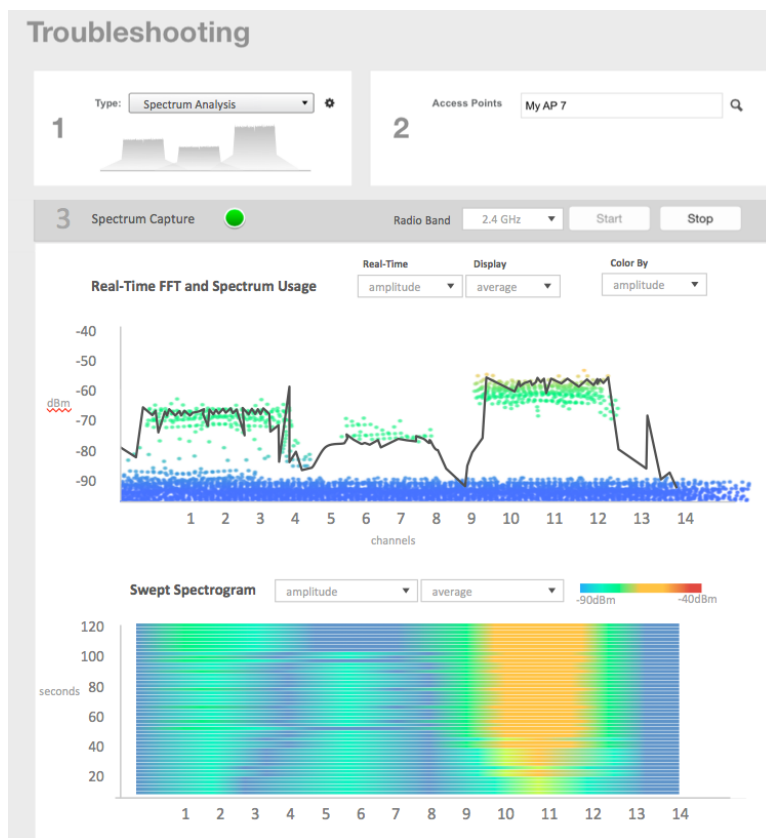 Troubleshooting
1
Type:
Spectrum Analysis
2
Access Points
My AP 7
3
Spectrum Capture
Radio Band
2.4 GHz
Start
Stop
Real-Time FFT and Spectrum Usage
Real-Time
amplitude
Display
average
Color By
amplitude
-40
-50
-60
dBm
-70
-80
-90
1 2 3 4 5 6 7 8 9 10 11 12 13 14
channels
Swept Spectrogram
amplitude
average
-90dBm
-40dBm
120
100
seconds
80
60
40
20
1 2 3 4 5 6 7 8 9 10 11 12 13 14